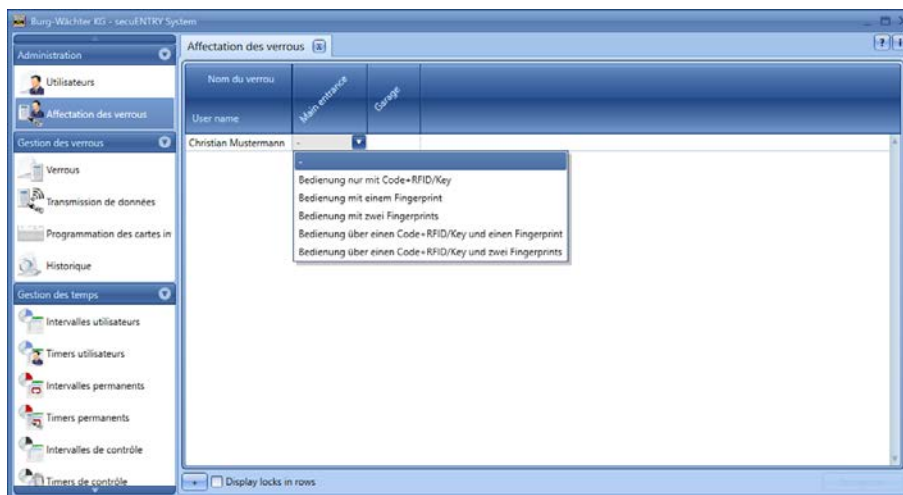 Burg-Wächter KG - secuENTRY System
Administration
Utilisateurs
Affectation des verrous
Gestion des verrous
Verrous
Transmission de données
Programmation des cartes in
Historique
Gestion des temps
Intervalles utilisateurs
Timers utilisateurs
Intervalles permanents
Timers permanents
Intervalles de contrôle
Timers de contrôle
Affectation des verrous
Nom du verrou
Main entrance
Garage
User name
Christian Mustermann
-
-
Bedienung nur mit Code+RFID/Key
Bedienung mit einem Fingerprint
Bedienung mit zwei Fingerprints
Bedienung über einen Code+RFID/Key und einen Fingerprint
Bedienung über einen Code+RFID/Key und zwei Fingerprints
Display locks in rows